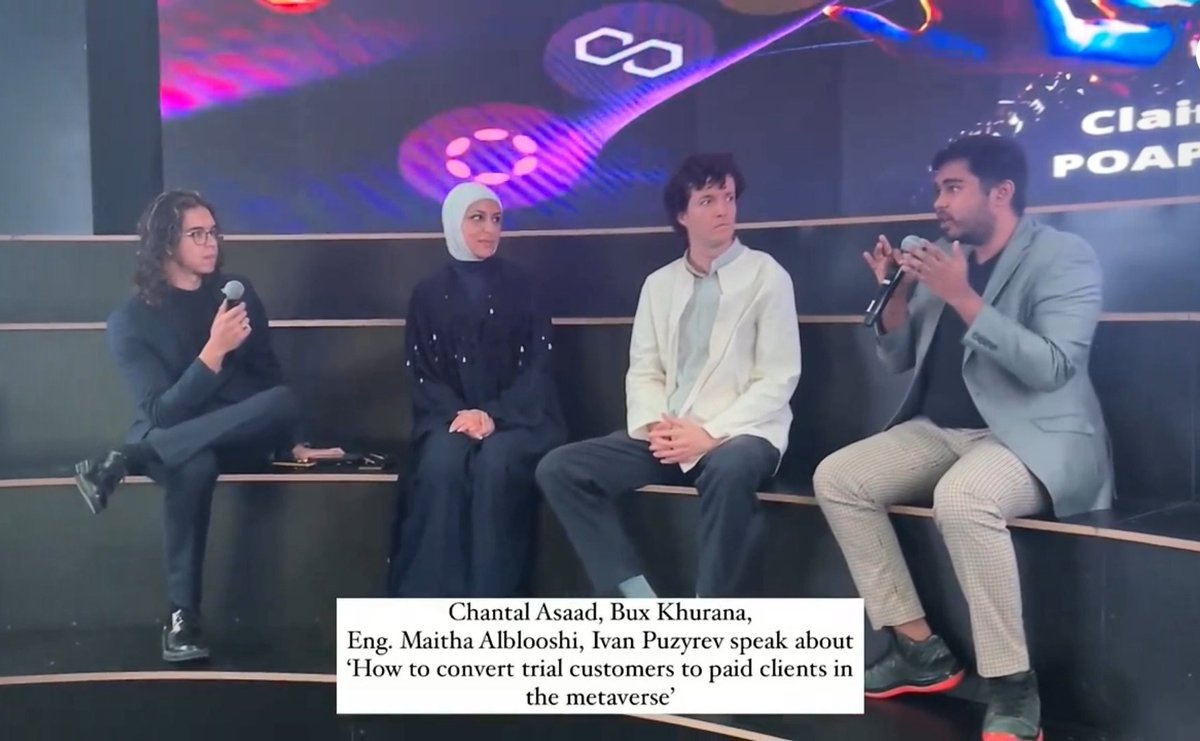 Clai
POAP
Chantal Asaad, Bux Khurana,
Eng. Maitha Alblooshi, Ivan Puzyrev speak about
‘How to convert trial customers to paid clients in
the metaverse’